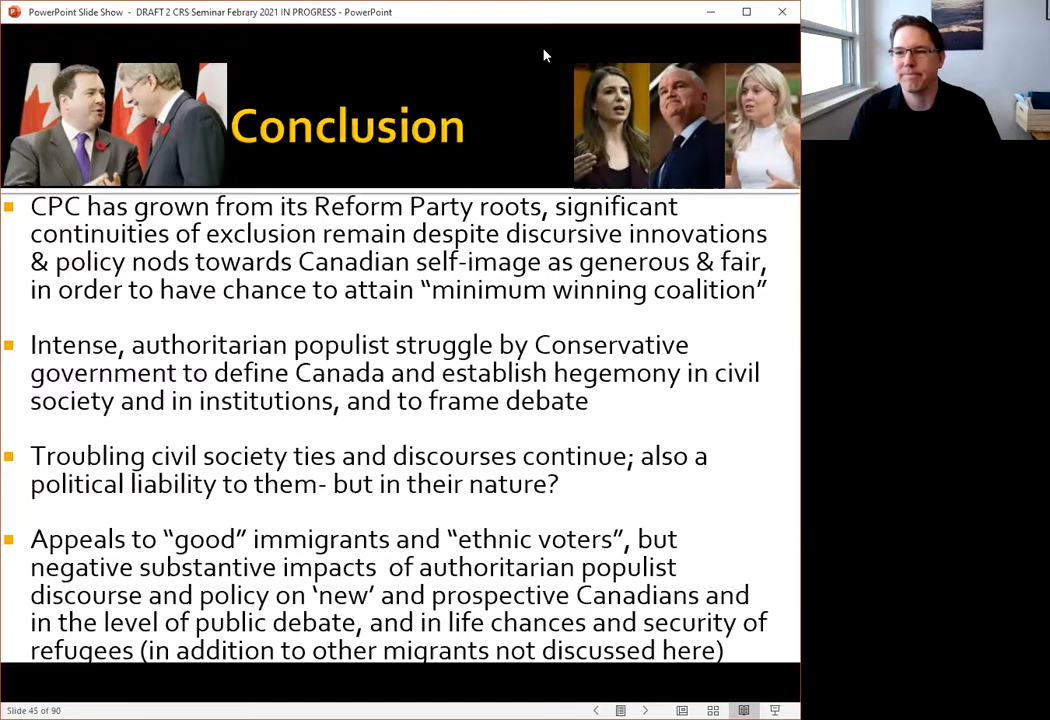 PowerPoint Slide Show - DRAFT 2 CRS Seminar Febrary 2021 IN PROGRESS - PowerPoint
Conclusion
CPC has grown from its Reform Party roots, significant
continuities of exclusion remain despite discursive innovations
& policy nods towards Canadian self-image as generous & fair,
in order to have chance to attain “minimum winning coalition”
Intense, authoritarian populist struggle by Conservative
government to define Canada and establish hegemony in civil
society and in institutions, and to frame debate
Troubling civil society ties and discourses continue; also a
political liability to them- but in their nature?
Appeals to “good” immigrants and “ethnic voters”, but
negative substantive impacts of authoritarian populist
discourse and policy on ‘new’ and prospective Canadians and
in the level of public debate, and in life chances and security of
refugees (in addition to other migrants not discussed here)
Slide 45 of 90